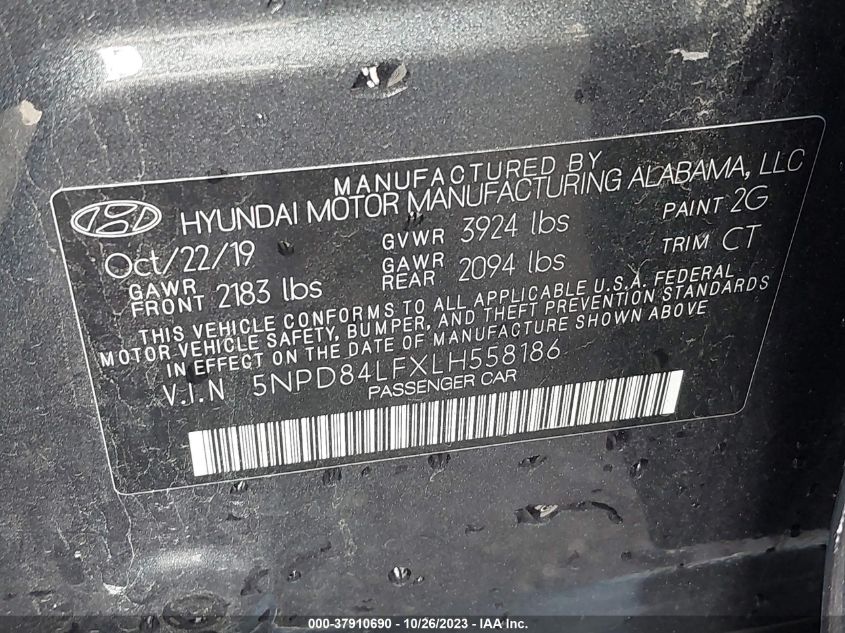 MANUFACTURED BY
HYUNDAI MOTOR MANUFACTURING ALABAMA, LLC
Oct/22/19 GVWR 3924 lbs PAINT 2G
GAWR FRONT 2183 lbs GAWR REAR 2094 lbs TRIM CT
THIS VEHICLE CONFORMS TO ALL APPLICABLE U.S.A. FEDERAL
MOTOR VEHICLE SAFETY, BUMPER, AND THEFT PREVENTION STANDARDS
IN EFFECT ON THE DATE OF MANUFACTURE SHOWN ABOVE
V.I.N 5NPD84LFXLH558186
PASSENGER CAR
000-37910690 - 10/26/2023 - IAA Inc.